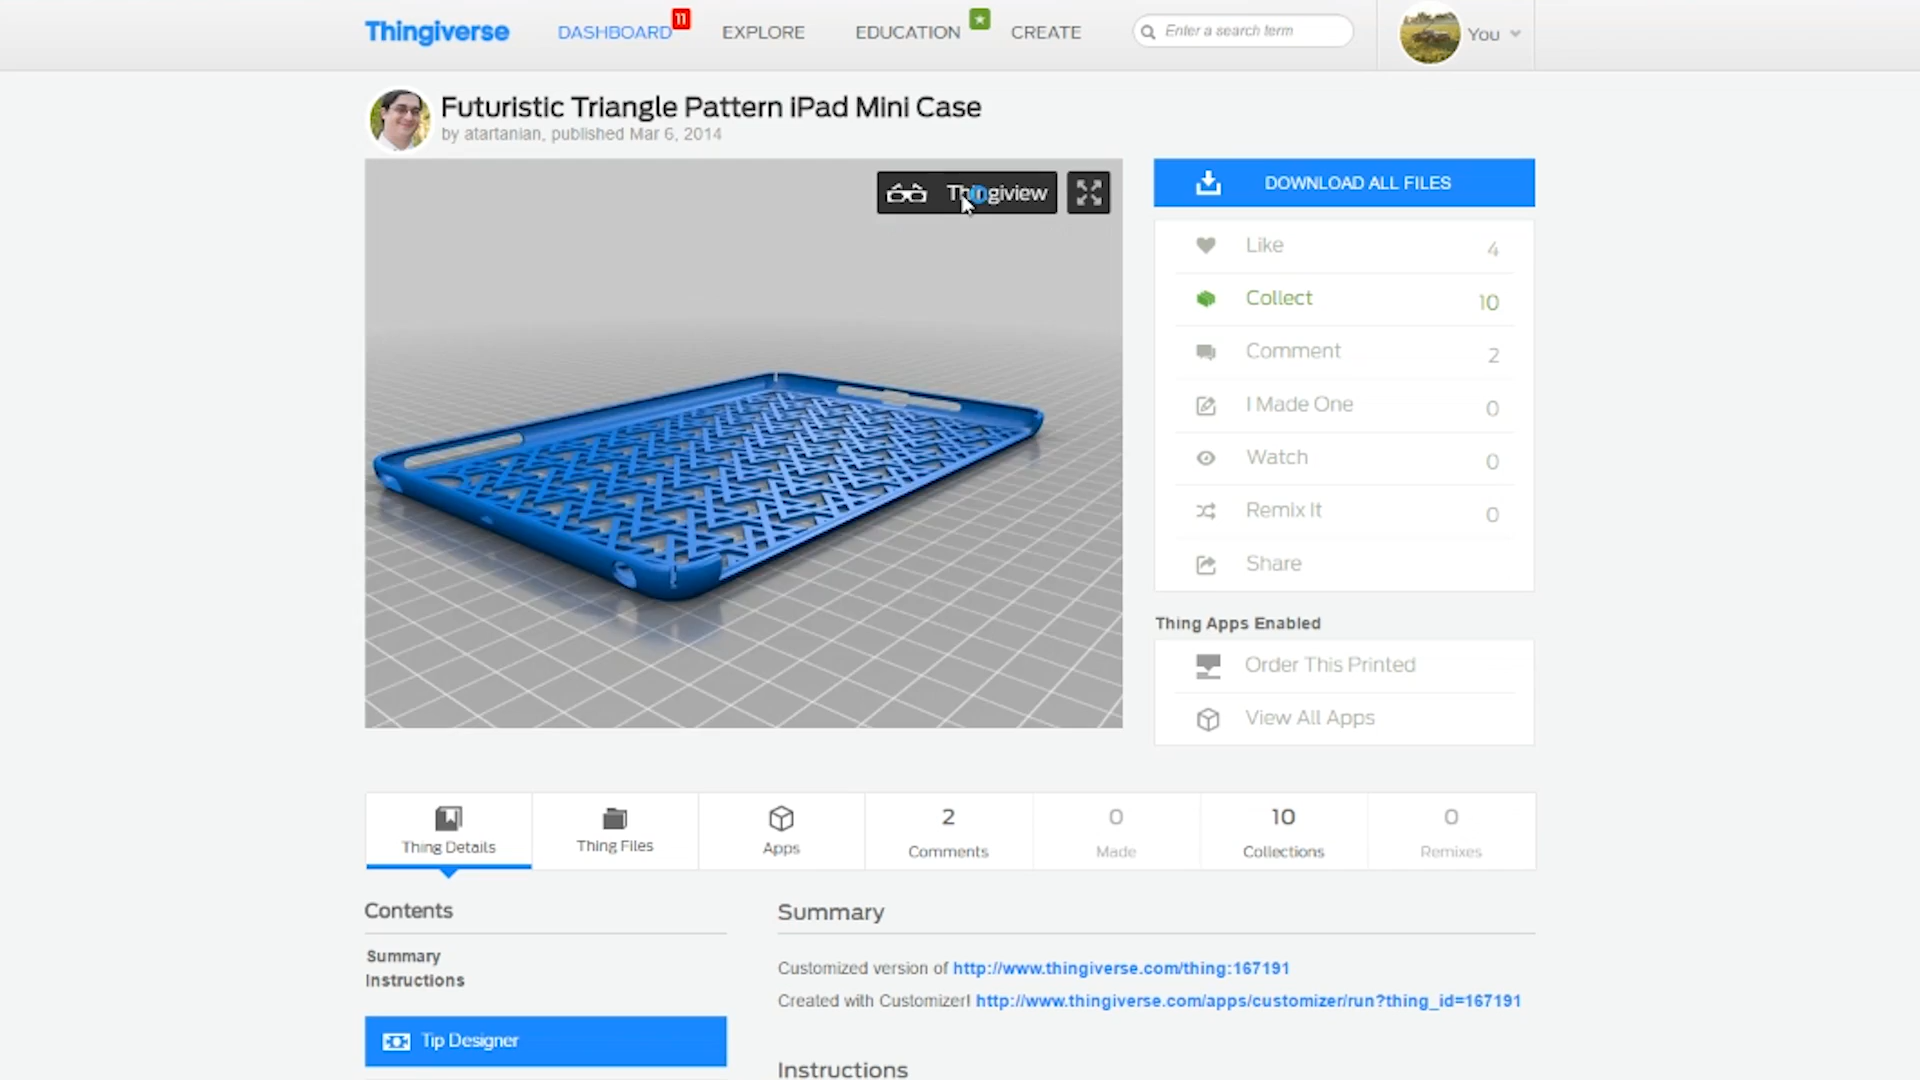 Thingiverse
DASHBOARD
11
EXPLORE
EDUCATION
CREATE
Enter a search term
You
Futuristic Triangle Pattern iPad Mini Case
by atartanian, published Mar 6, 2014
Thingiview
DOWNLOAD ALL FILES
Like 4
Collect 10
Comment 2
I Made One 0
Watch 0
Remix It 0
Share
Thing Apps Enabled
Order This Printed
View All Apps
Thing Details
Thing Files
Apps
2
Comments
0
Made
10
Collections
0
Remixes
Contents
Summary
Instructions
Tip Designer
Summary
Customized version of http://www.thingiverse.com/thing:167191
Created with Customizer! http://www.thingiverse.com/apps/customizer/run?thing_id=167191
Instructions